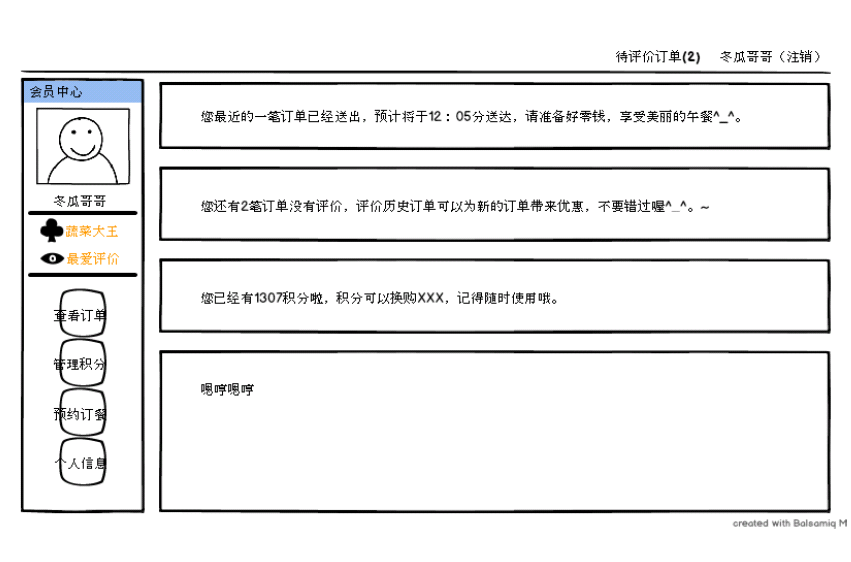 待评价订单(2) 冬瓜哥哥（注销）
会员中心
冬瓜哥哥
蔬菜大王
最爱评价
查看订单
管理积分
预约订餐
个人信息
您最近的一笔订单已经送出，预计将于12：05分送达，请准备好零钱，享受美丽的午餐^_^。
您还有2笔订单没有评价，评价历史订单可以为新的订单带来优惠，不要错过喔^_^。~
您已经有1307积分啦，积分可以换购XXX，记得随时使用哦。
嗯哼嗯哼
created with Balsamiq M